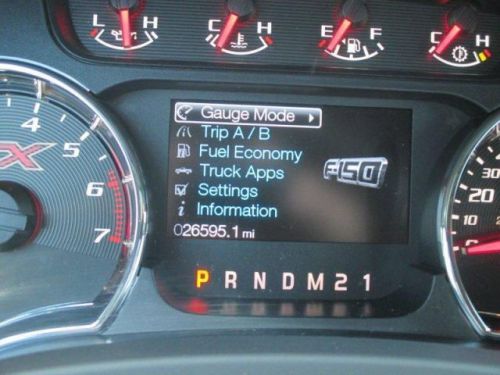 L H C H E F C H
Gauge Mode
Trip A / B
Fuel Economy
Truck Apps
Settings
i Information
026595.1 mi
F-150
P R N D M 2 1
4 5 6 7
X
30 20 10 0